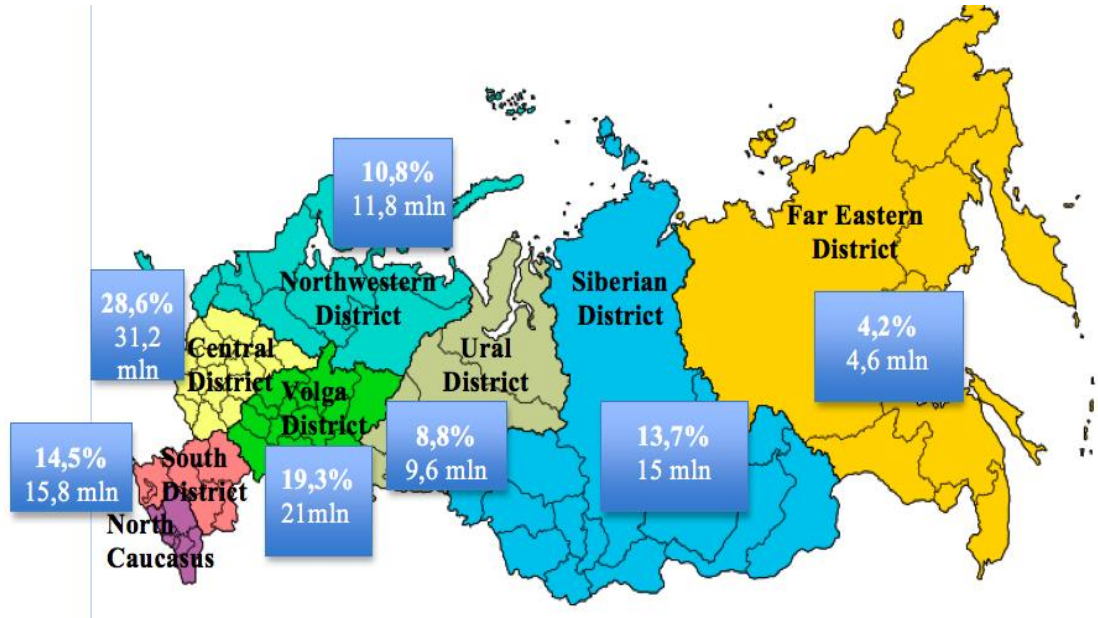 10,8%
11,8 mln
Far Eastern
District
Northwestern
District
Siberian
District
28,6%
31,2
mln
4,2%
4,6 mln
Central
District
Ural
District
Volga
District
8,8%
9,6 mln
13,7%
15 mln
14,5%
15,8 mln
South
District
19,3%
21mln
North
Caucasus